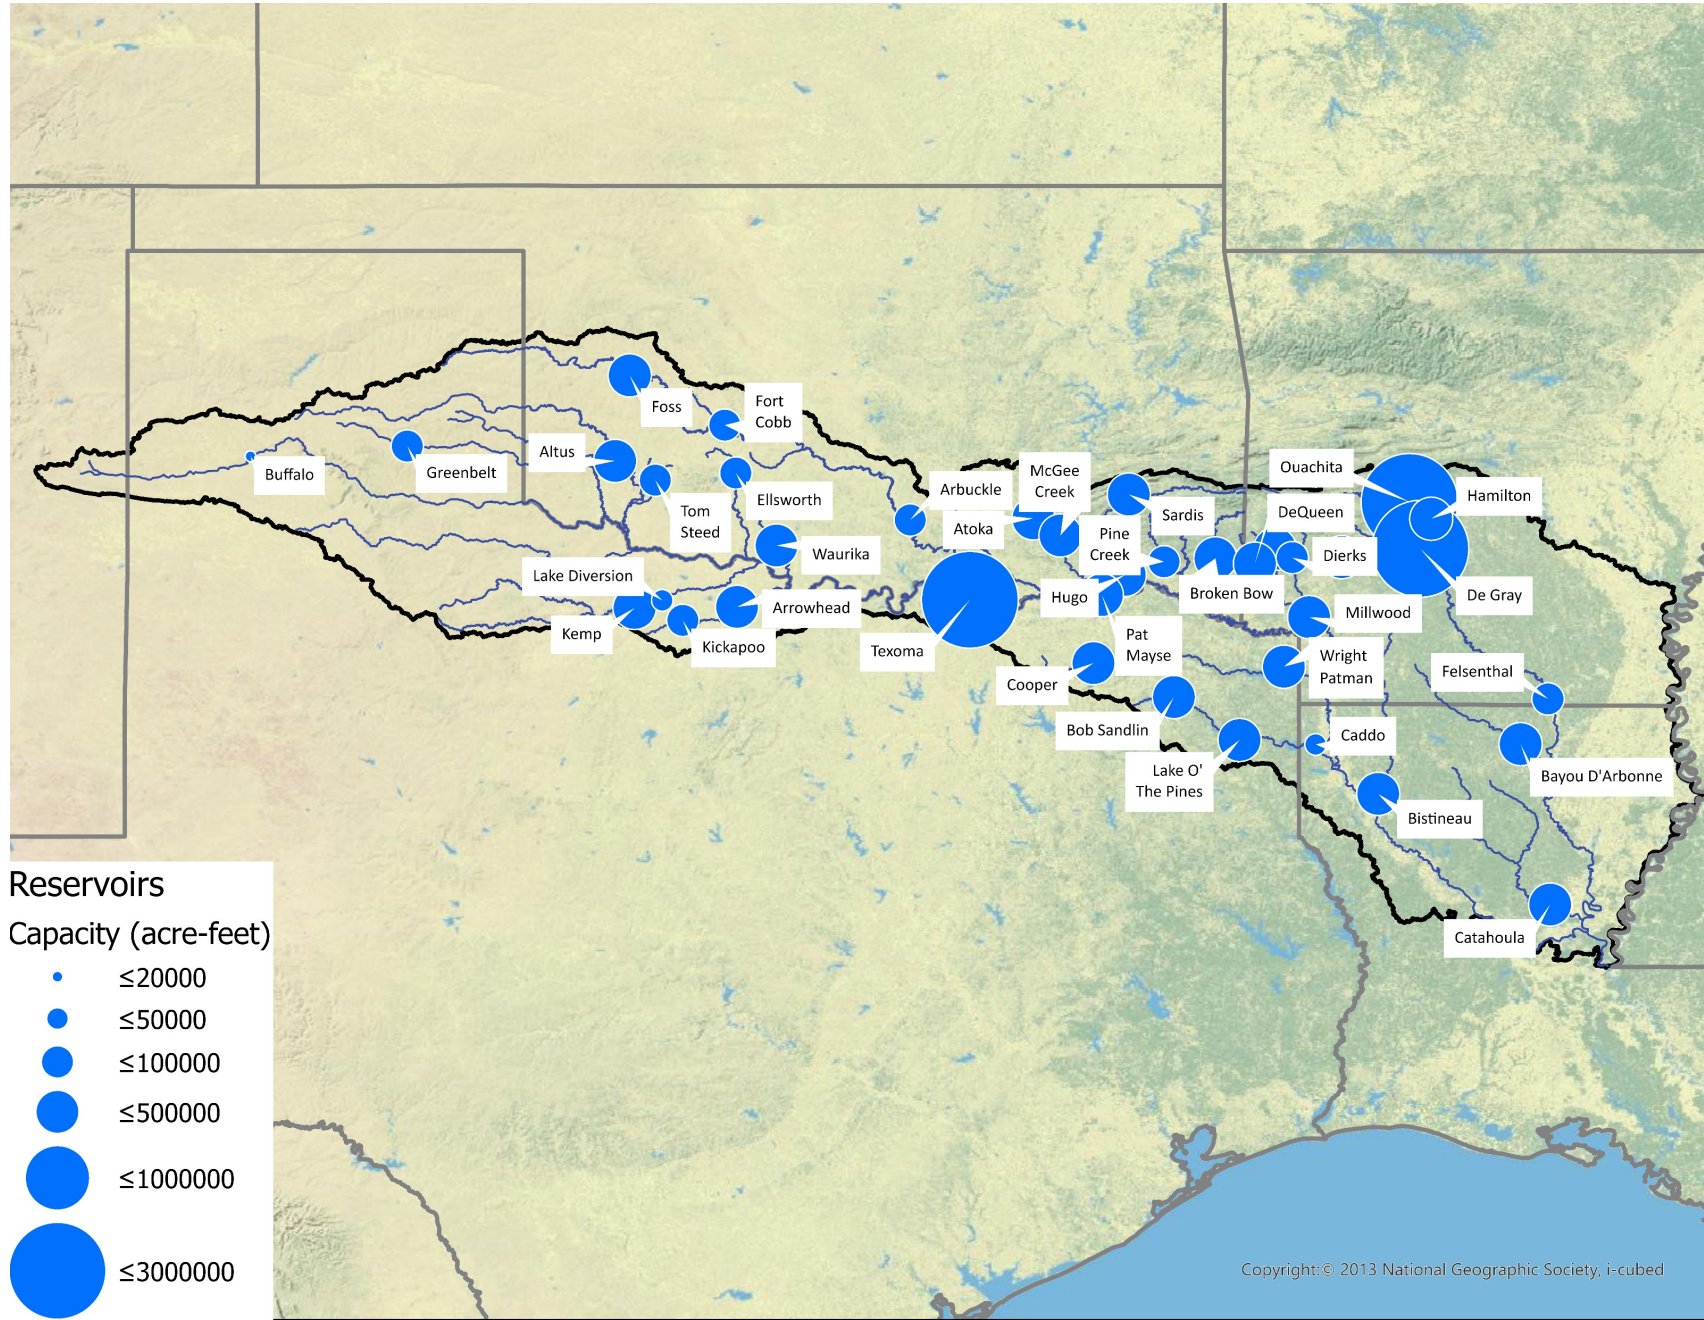 Foss
Fort
Cobb
Altus
Buffalo
Greenbelt
Ellsworth
Tom
Steed
Waurika
Lake Diversion
Kemp
Kickapoo
Arrowhead
Texoma
Arbuckle
Atoka
McGee
Creek
Pine
Creek
Sardis
Hugo
Pat
Mayse
Broken Bow
DeQueen
Dierks
Ouachita
Hamilton
De Gray
Millwood
Wright
Patman
Cooper
Bob Sandlin
Lake O'
The Pines
Caddo
Felsenthal
Bayou D'Arbonne
Bistineau
Catahoula
Reservoirs
Capacity (acre-feet)
≤20000
≤50000
≤100000
≤500000
≤1000000
≤3000000
Copyright:© 2013 National Geographic Society, i-cubed